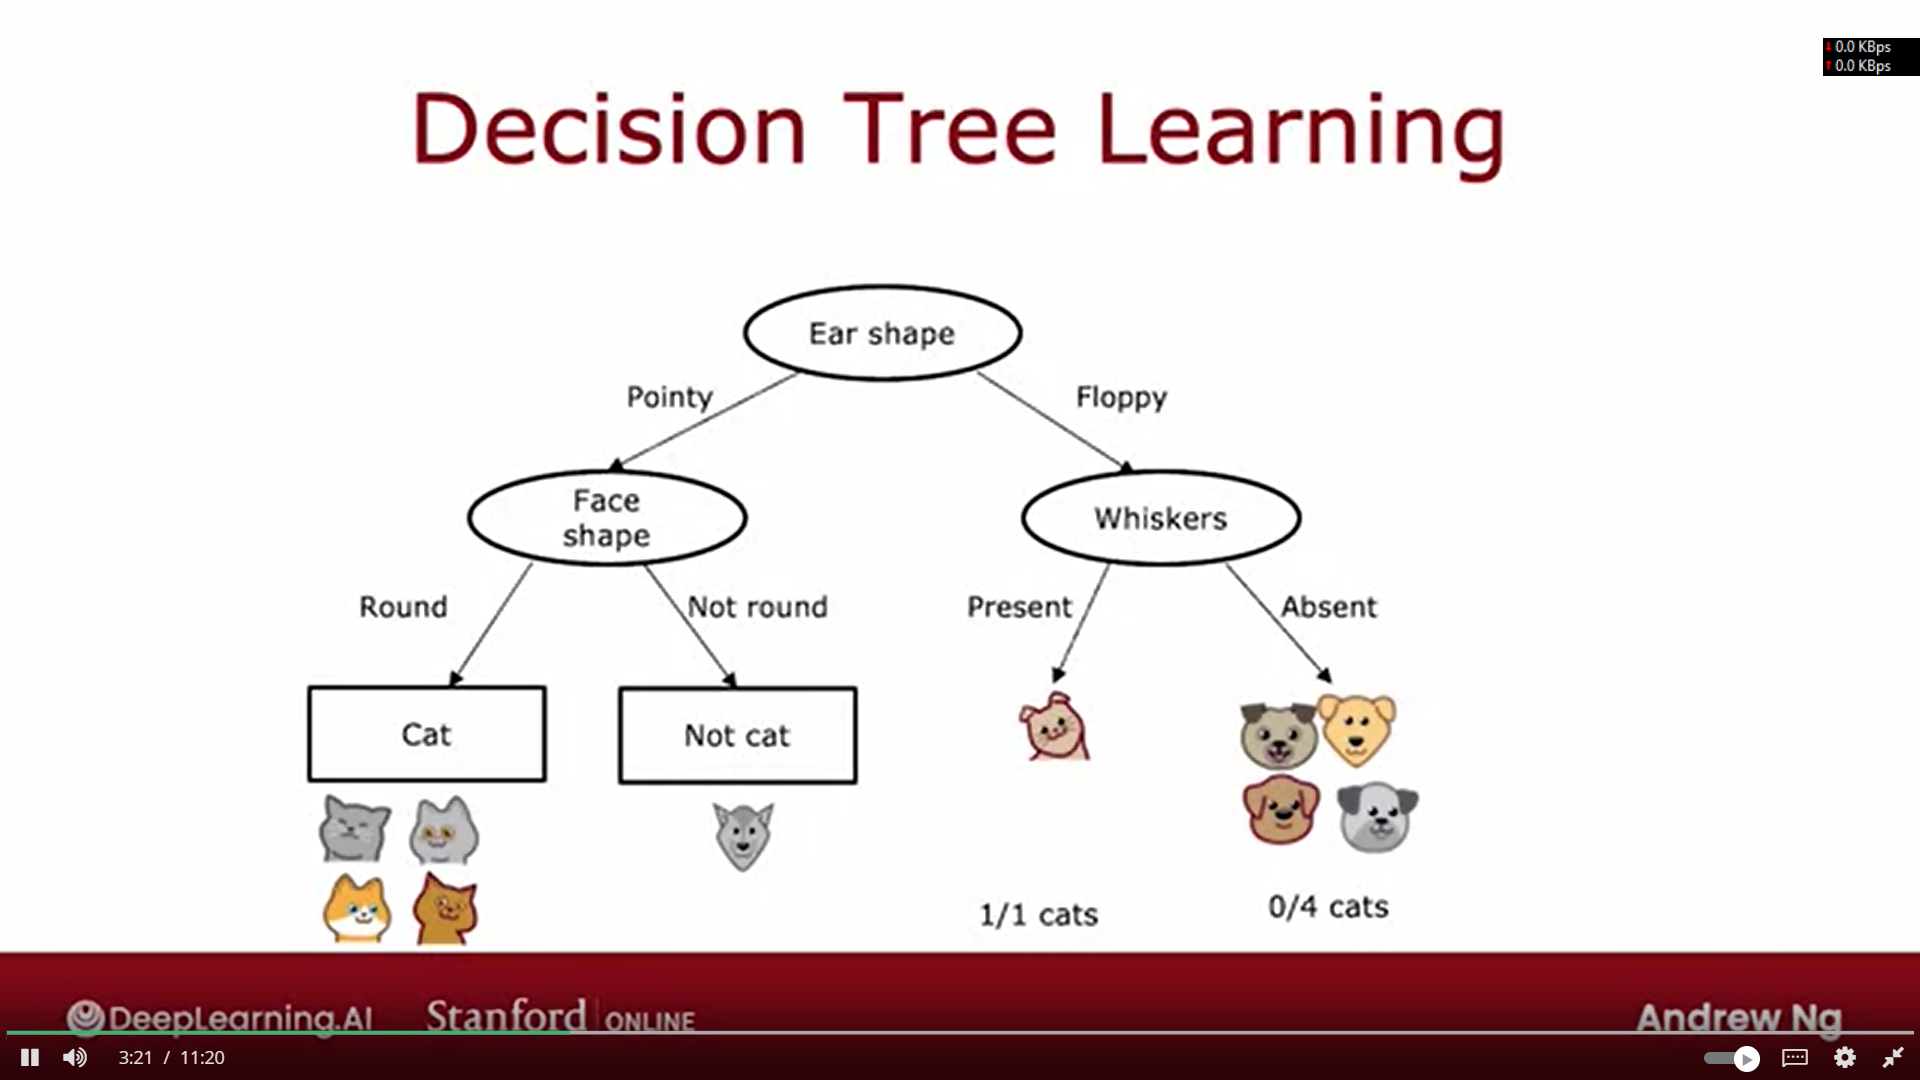 0.0 KBps
0.0 KBps
Decision Tree Learning
Ear shape
Pointy
Floppy
Face
shape
Whiskers
Round
Not round
Present
Absent
Cat
Not cat
1/1 cats
0/4 cats
DeepLearning.AI
Stanford ONLINE
Andrew Ng
3:21 / 11:20